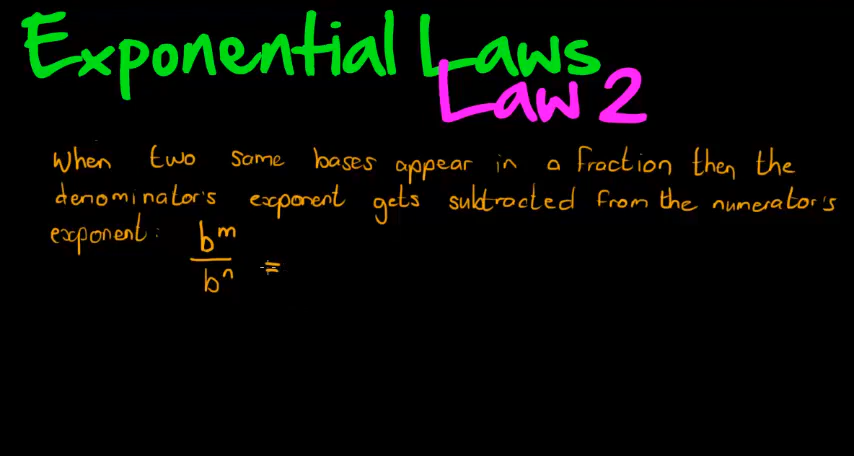 Exponential Laws
Law 2
When two same bases appear in a fraction then the
denominator's exponent gets subtracted from the numerator's
exponent: b^m / b^n =